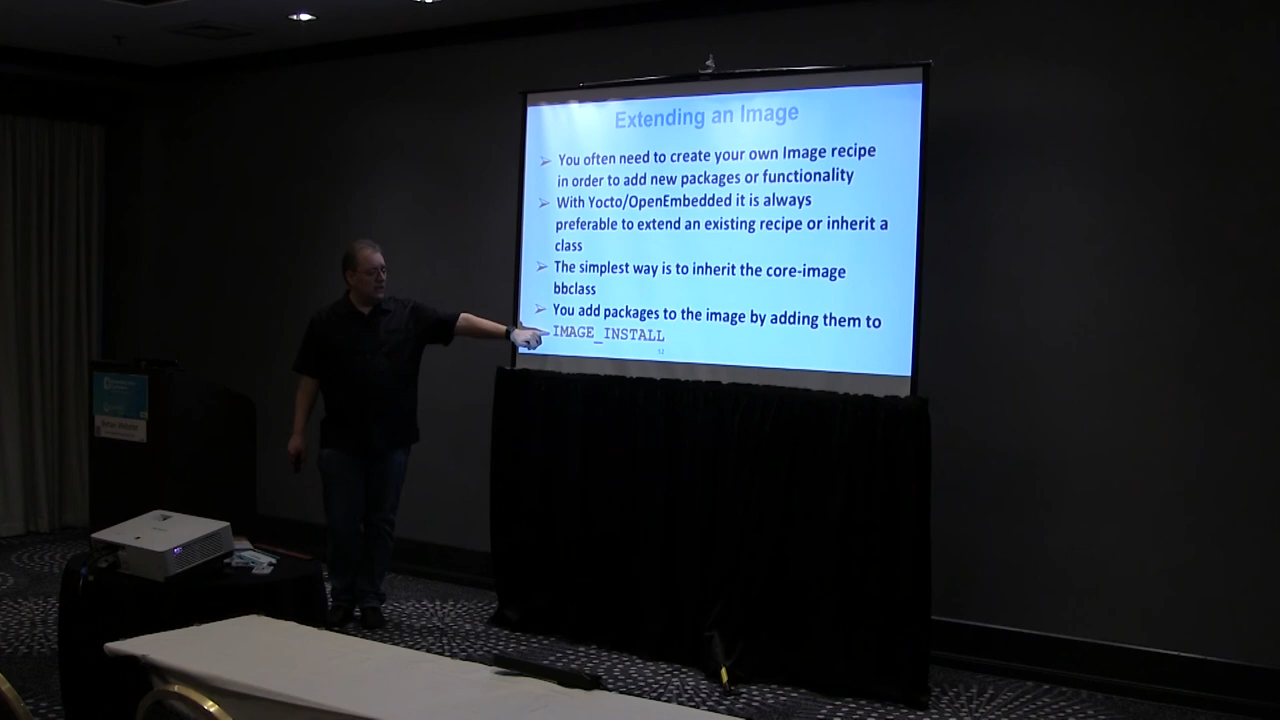 Extending an Image
➢ You often need to create your own Image recipe
in order to add new packages or functionality
➢ With Yocto/OpenEmbedded it is always
preferable to extend an existing recipe or inherit a
class
➢ The simplest way is to inherit the core-image
bbclass
➢ You add packages to the image by adding them to
IMAGE_INSTALL